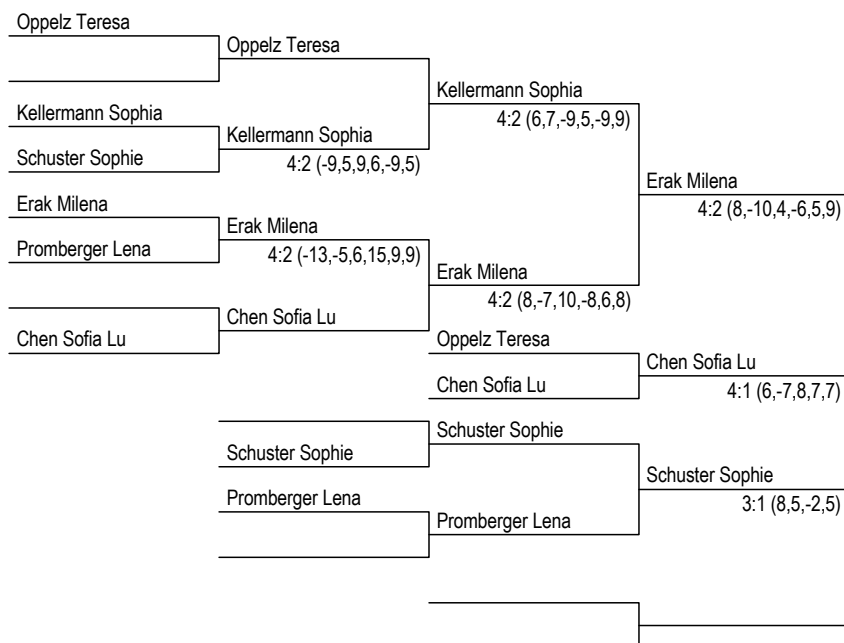 Oppelz Teresa
Oppelz Teresa
Kellermann Sophia
Kellermann Sophia
4:2 (6,7,-9,5,-9,9)
Kellermann Sophia
4:2 (-9,5,9,6,-9,5)
Schuster Sophie
Erak Milena
4:2 (8,-10,4,-6,5,9)
Erak Milena
Erak Milena
4:2 (-13,-5,6,15,9,9)
Promberger Lena
Erak Milena
4:2 (8,-7,10,-8,6,8)
Chen Sofia Lu
Chen Sofia Lu
Oppelz Teresa
Chen Sofia Lu
4:1 (6,-7,8,7,7)
Chen Sofia Lu
Schuster Sophie
Schuster Sophie
Schuster Sophie
3:1 (8,5,-2,5)
Promberger Lena
Promberger Lena